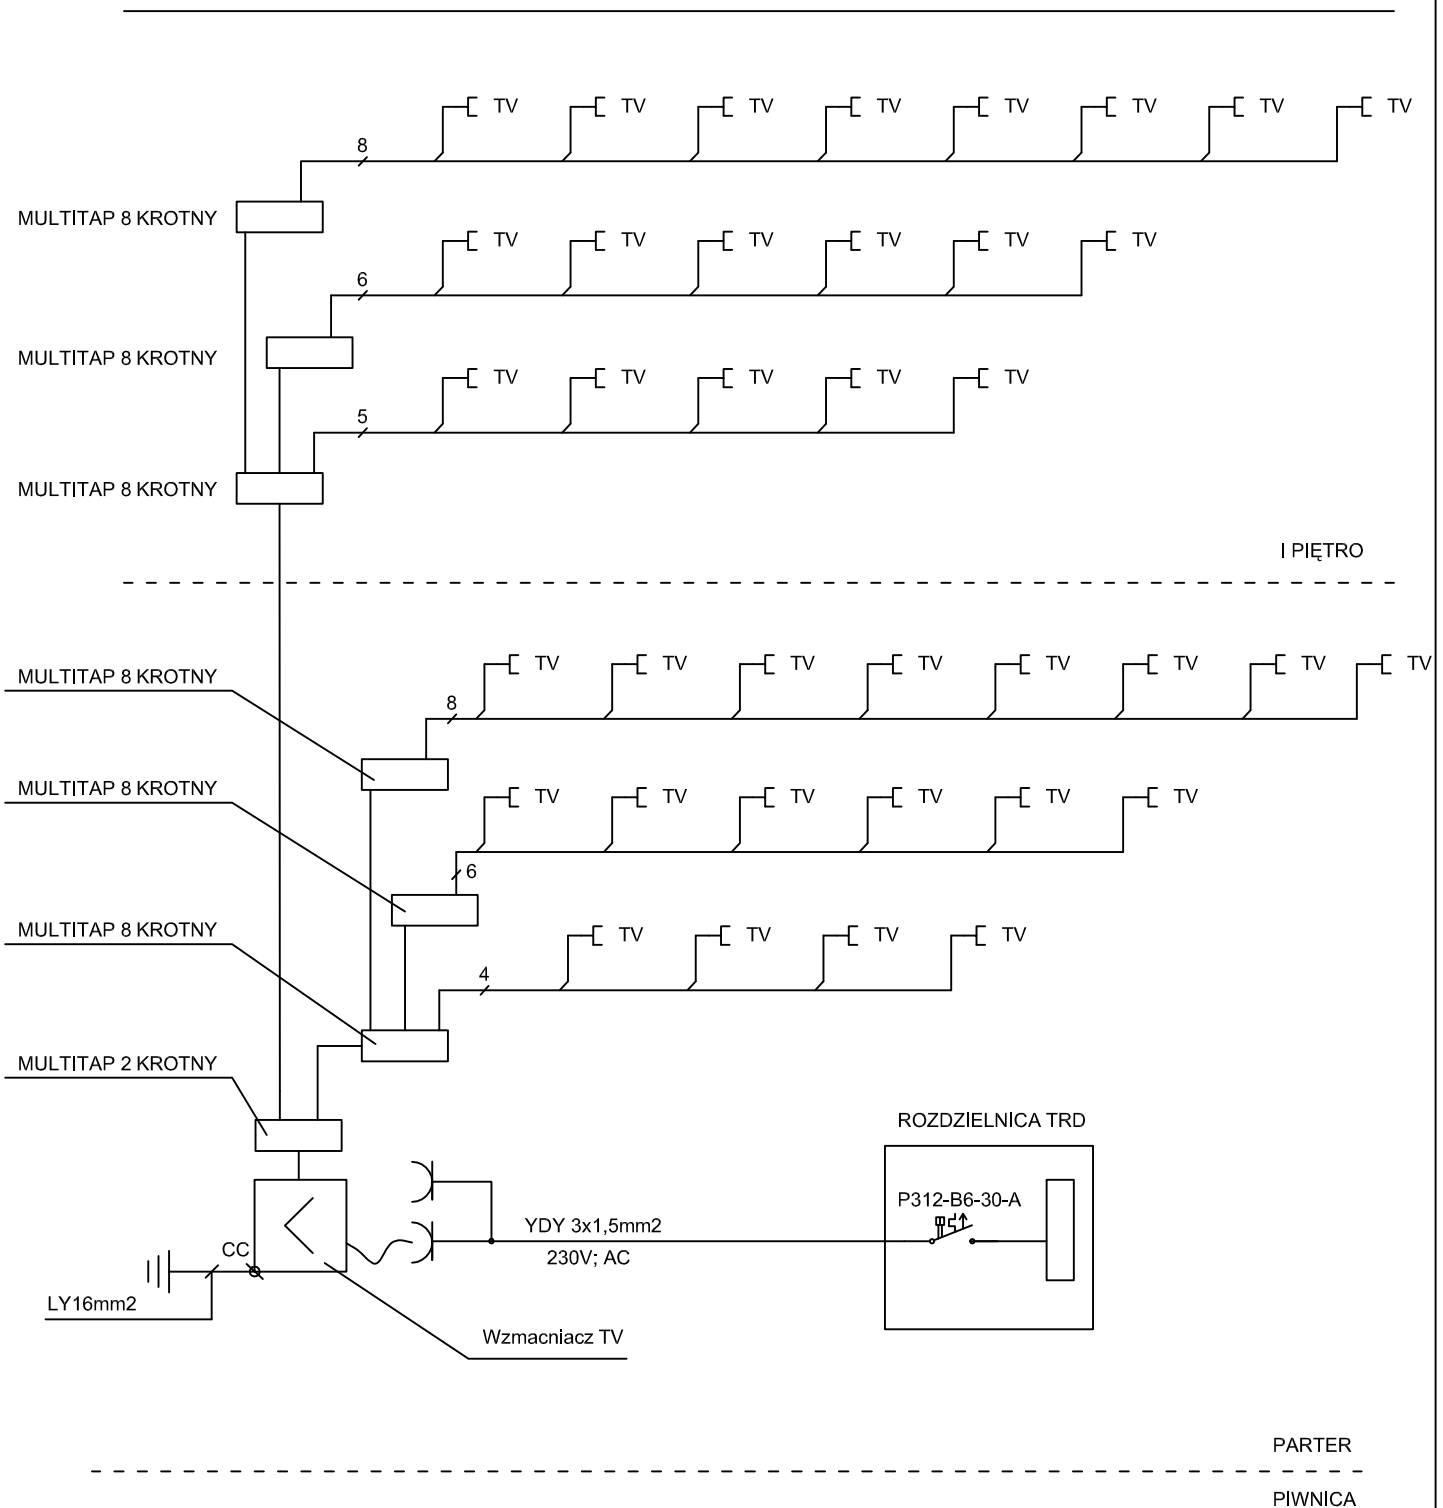 TV TV TV TV TV TV TV TV
8
MULTITAP 8 KROTNY
TV TV TV TV TV TV
6
MULTITAP 8 KROTNY
TV TV TV TV TV
5
MULTITAP 8 KROTNY
I PIĘTRO
TV TV TV TV TV TV TV TV
MULTITAP 8 KROTNY
8
MULTITAP 8 KROTNY
TV TV TV TV TV TV
6
MULTITAP 8 KROTNY
TV TV TV TV
4
MULTITAP 2 KROTNY
ROZDZIELNICA TRD
P312-B6-30-A
YDY 3x1,5mm2
230V; AC
CC
LY16mm2
Wzmacniacz TV
PARTER
PIWNICA